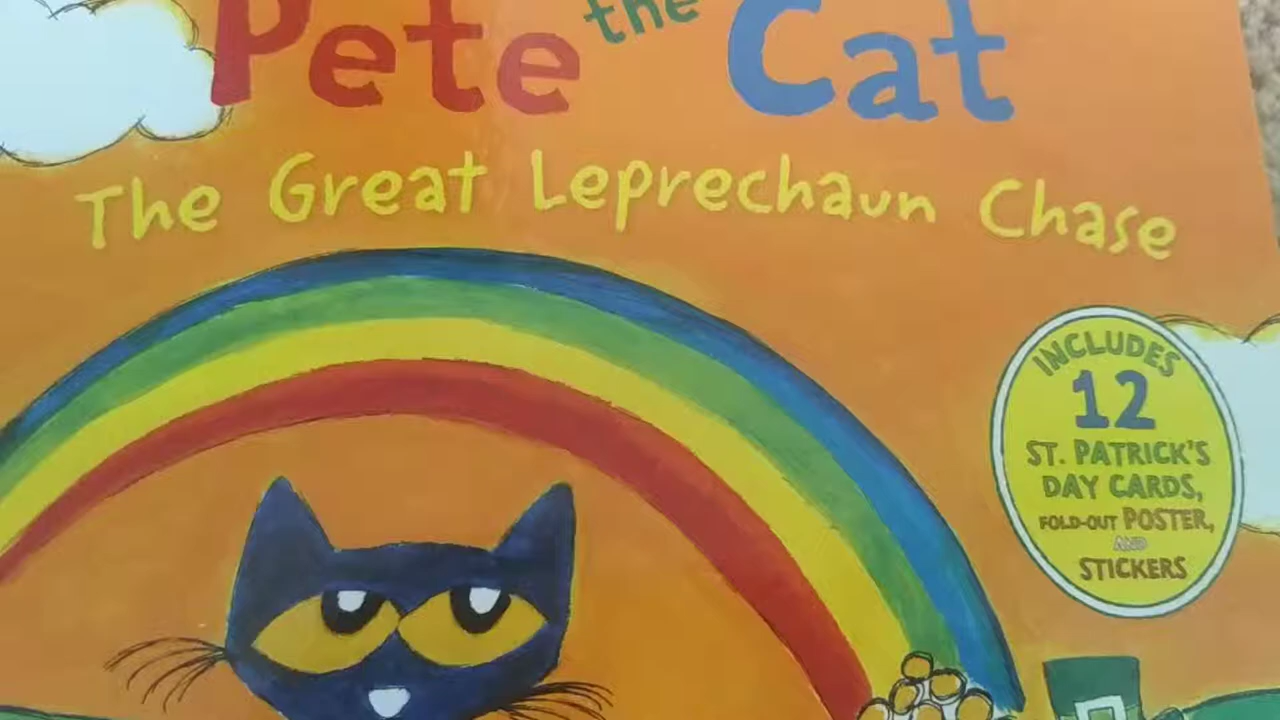 Pete the Cat
The Great Leprechaun Chase
INCLUDES
12
ST. PATRICK'S
DAY CARDS,
FOLD-OUT POSTER,
AND
STICKERS